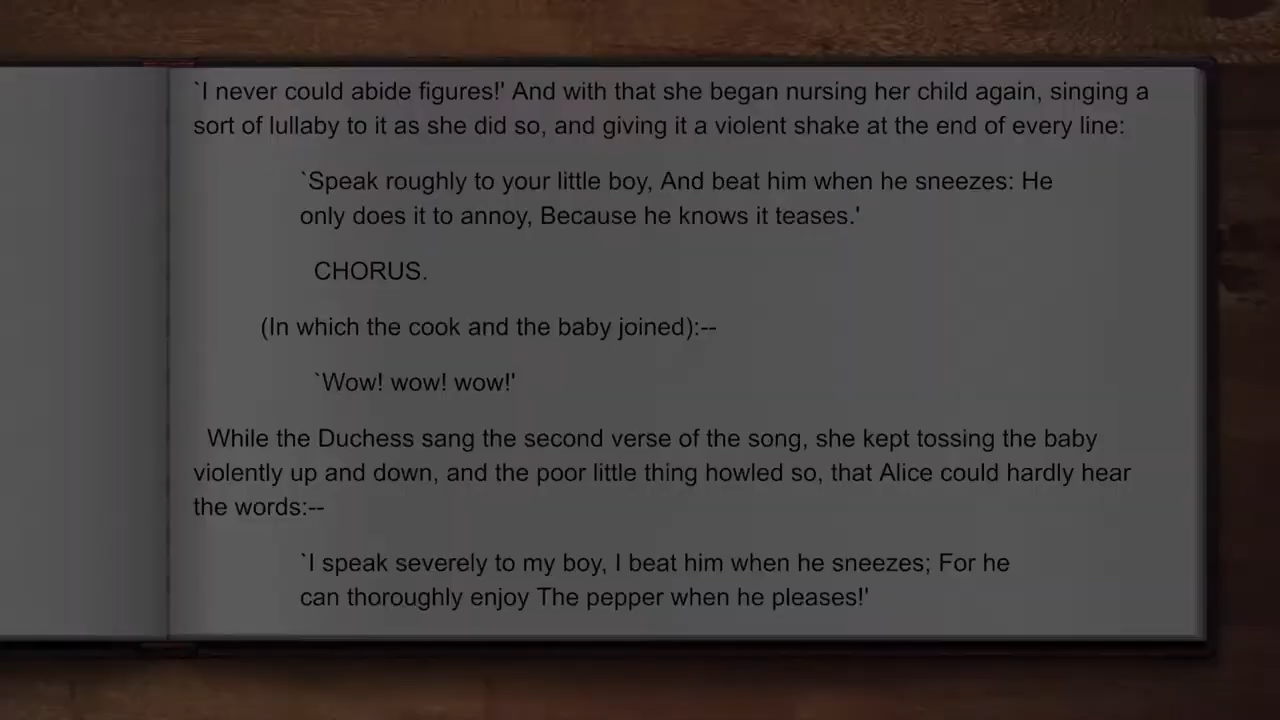 `I never could abide figures!' And with that she began nursing her child again, singing a
sort of lullaby to it as she did so, and giving it a violent shake at the end of every line:
`Speak roughly to your little boy, And beat him when he sneezes: He
only does it to annoy, Because he knows it teases.'
CHORUS.
(In which the cook and the baby joined):--
`Wow! wow! wow!'
While the Duchess sang the second verse of the song, she kept tossing the baby
violently up and down, and the poor little thing howled so, that Alice could hardly hear
the words:--
`I speak severely to my boy, I beat him when he sneezes; For he
can thoroughly enjoy The pepper when he pleases!'